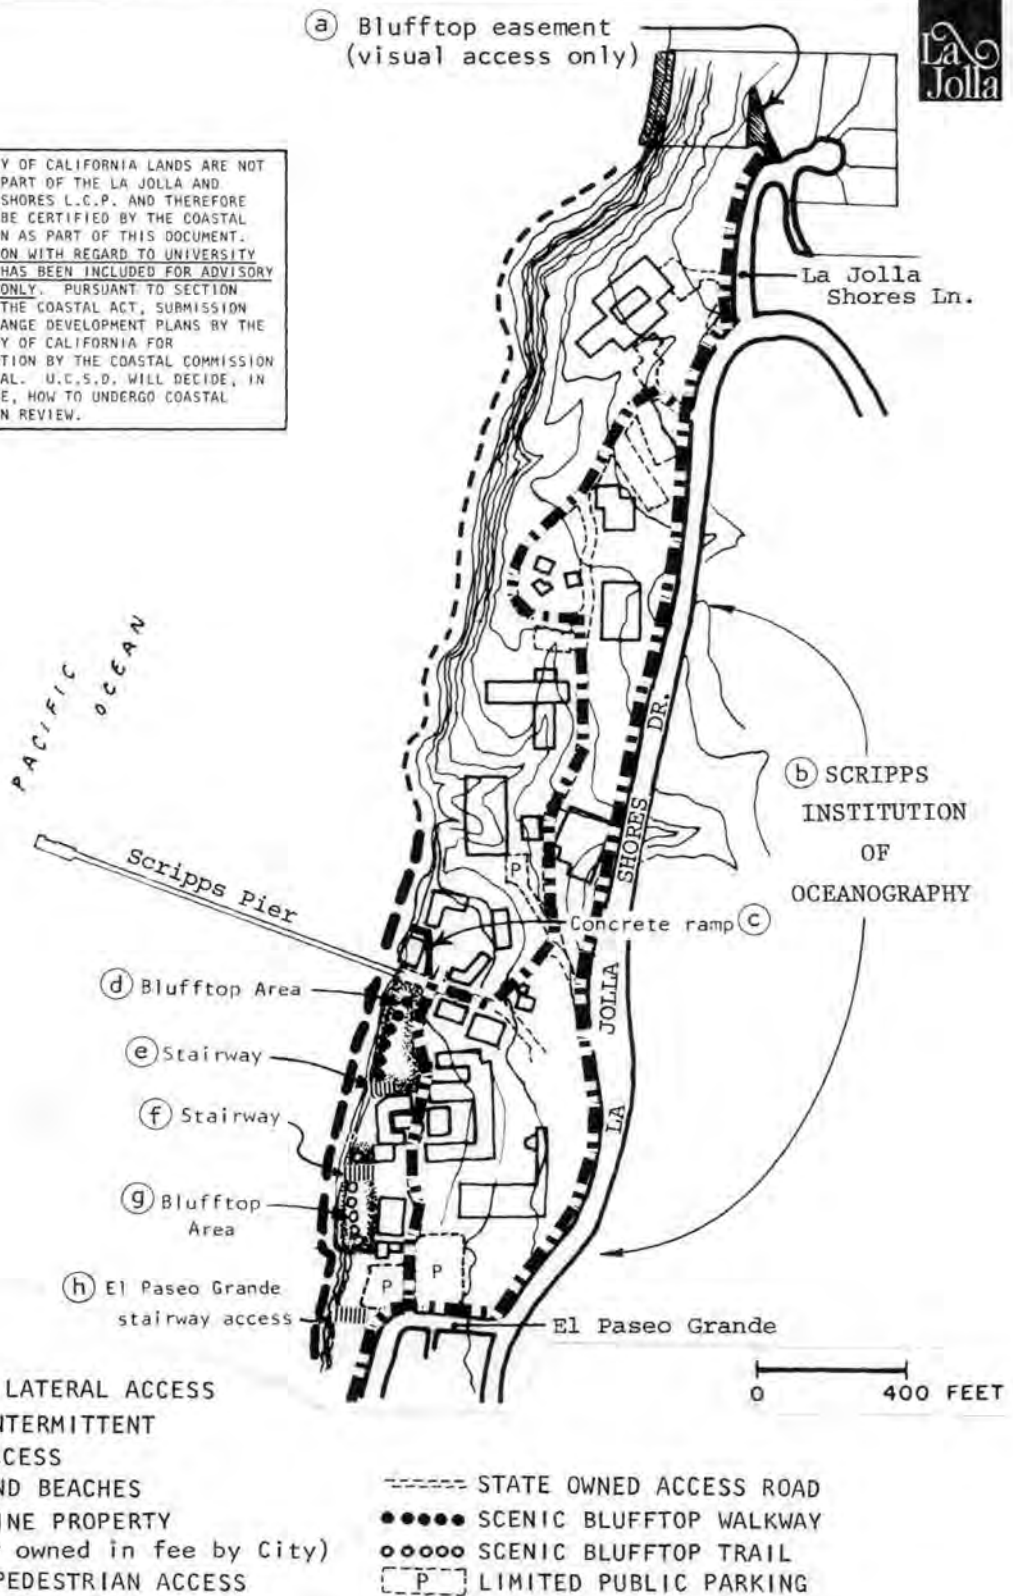 ⓐ Blufftop easement
(visual access only)
La
Jolla
Y OF CALIFORNIA LANDS ARE NOT
PART OF THE LA JOLLA AND
SHORES L.C.P. AND THEREFORE
BE CERTIFIED BY THE COASTAL
N AS PART OF THIS DOCUMENT.
ON WITH REGARD TO UNIVERSITY
HAS BEEN INCLUDED FOR ADVISORY
ONLY. PURSUANT TO SECTION
THE COASTAL ACT, SUBMISSION
ANGE DEVELOPMENT PLANS BY THE
Y OF CALIFORNIA FOR
TION BY THE COASTAL COMMISSION
AL. U.C.S.D. WILL DECIDE, IN
E, HOW TO UNDERGO COASTAL
N REVIEW.
La Jolla
Shores Ln.
PACIFIC
OCEAN
LA JOLLA SHORES DR.
ⓑ SCRIPPS
INSTITUTION
OF
OCEANOGRAPHY
Scripps Pier
P
Concrete ramp ⓒ
ⓓ Blufftop Area
ⓔ Stairway
ⓕ Stairway
ⓖ Blufftop
Area
ⓗ El Paseo Grande
stairway access
P
P
El Paseo Grande
0 400 FEET
LATERAL ACCESS
NTERMITTENT
CESS
ND BEACHES
INE PROPERTY
owned in fee by City)
PEDESTRIAN ACCESS
STATE OWNED ACCESS ROAD
SCENIC BLUFFTOP WALKWAY
SCENIC BLUFFTOP TRAIL
P LIMITED PUBLIC PARKING